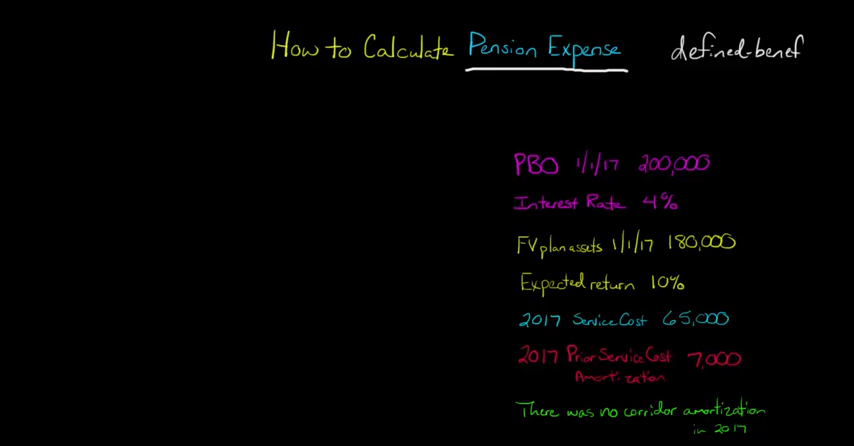 How to Calculate Pension Expense defined-benef
PBO 1/1/17 200,000
Interest Rate 4%
FV plan assets 1/1/17 180,000
Expected return 10%
2017 Service Cost 65,000
2017 Prior Service Cost 7,000
Amortization
There was no corridor amortization
in 2017